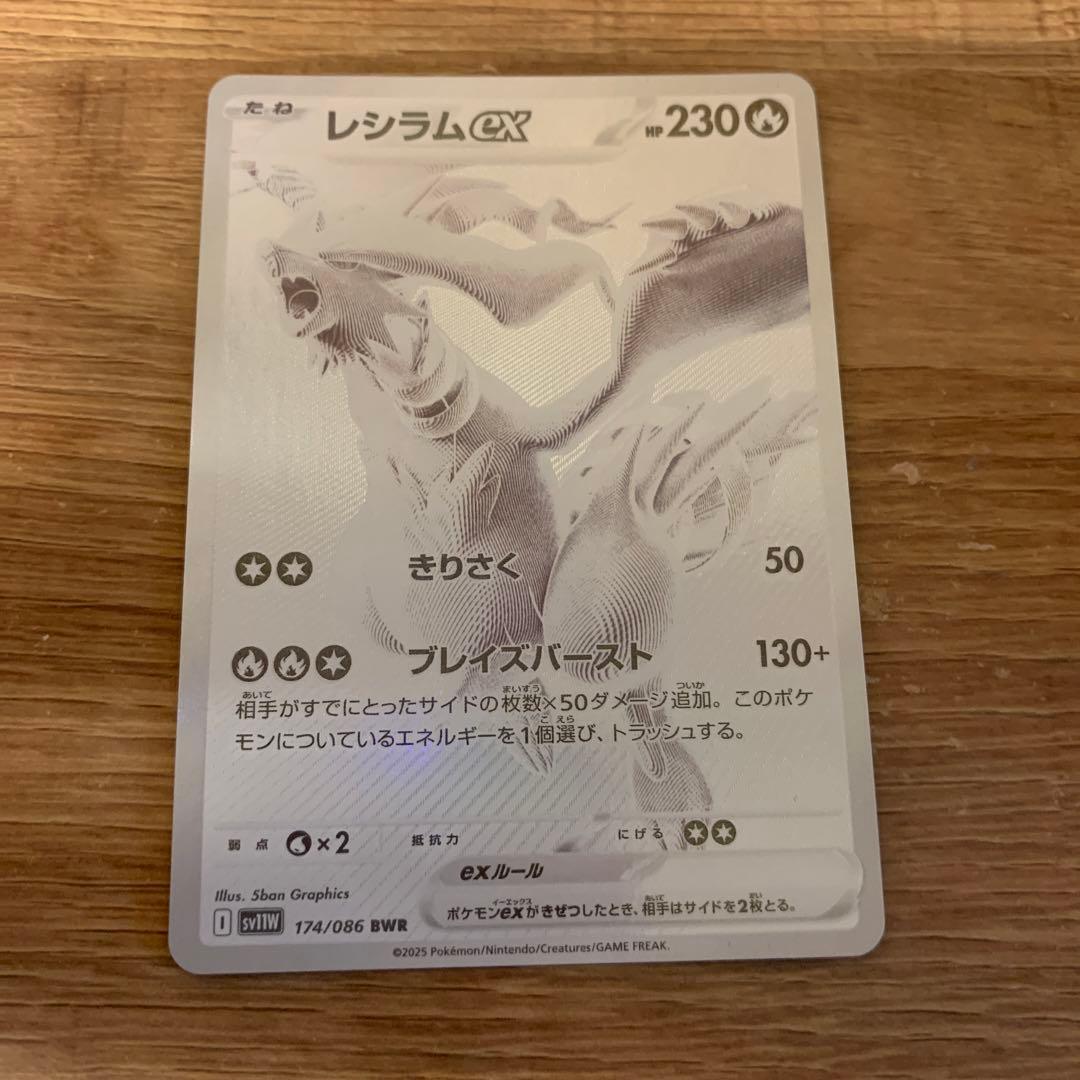 たね レシラムex HP230
きりさく 50
ブレイズバースト 130+
相手がすでにとったサイドの枚数×50ダメージ追加。このポケ
モンについているエネルギーを1個選び、トラッシュする。
弱点 ×2 抵抗力 にげる
exルール
ポケモンexがきぜつしたとき、相手はサイドを2枚とる。
Illus. 5ban Graphics
I sv11W 174/086 BWR
©2025 Pokémon/Nintendo/Creatures/GAME FREAK.